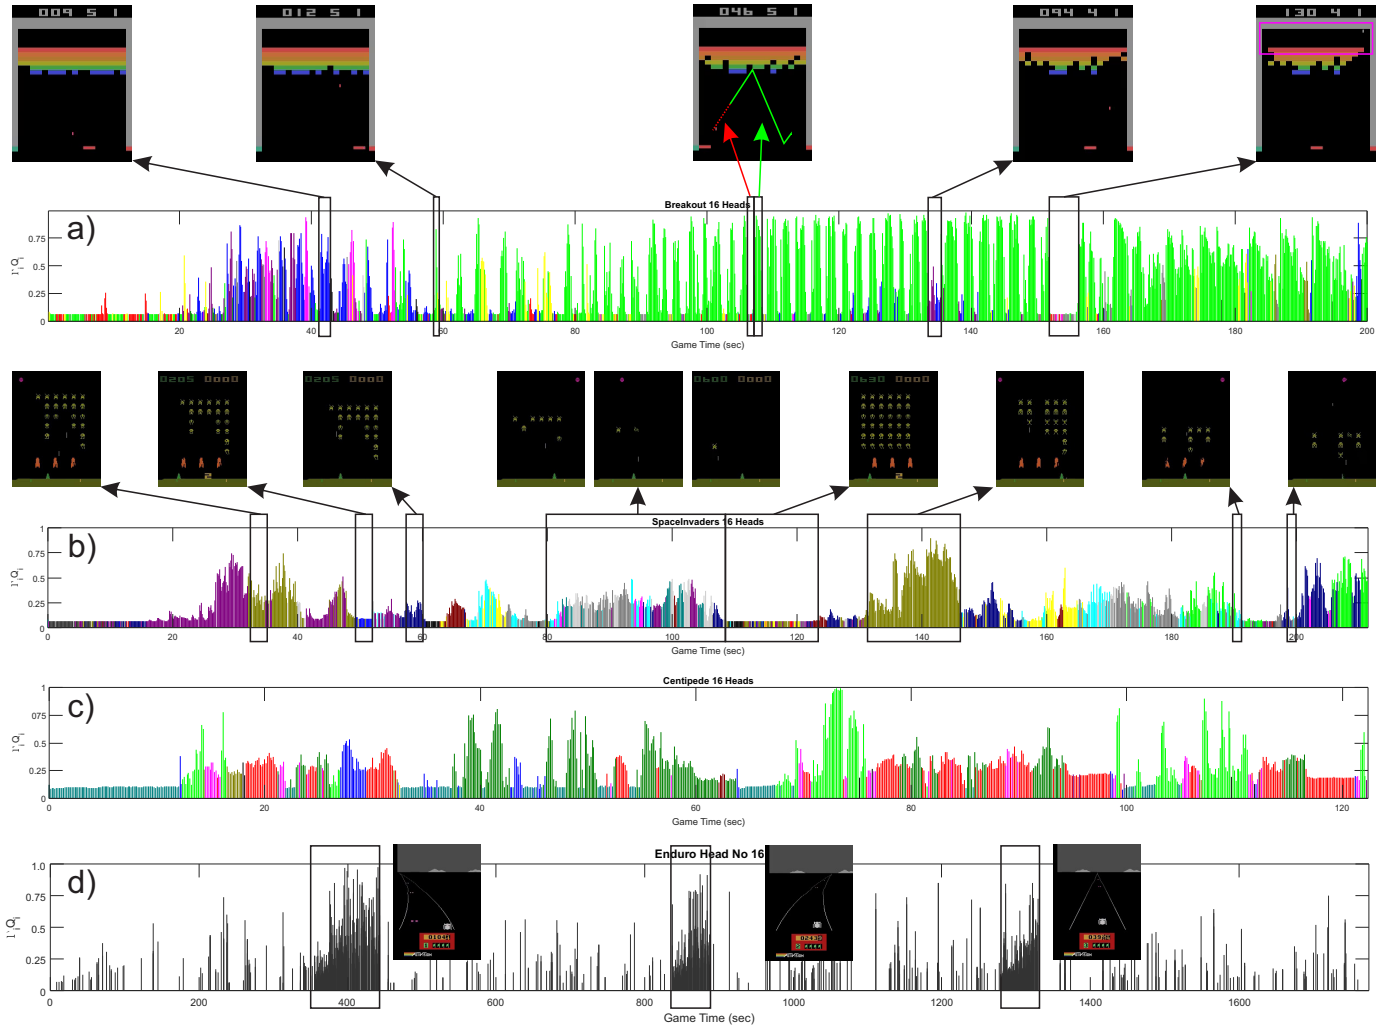 009 5 1
012 5 1
046 5 1
094 4 1
130 4 1
Breakout 16 Heads
a)
0.75
0.5
0.25
0
20 40 60 80 100 120 140 160 180 200
Game Time (sec)
0205 0000
0205 0000
0600 0000
0630 0000
2
2
SpaceInvaders 16 Heads
b)
1
0.75
0.5
0.25
0
0 20 40 60 80 100 120 140 160 180 200
Game Time (sec)
Centipede 16 Heads
c)
1
075
0.5
0.25
0
0 20 40 60 80 100 120
Game Time (sec)
Enduro Head No 16
d)
1.0
0.75
0.5
0.25
0
0 200 400 600 800 1000 1200 1400 1600
Game Time (sec)